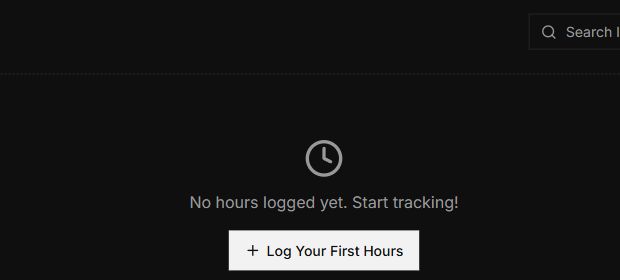 Search
No hours logged yet. Start tracking!
Log Your First Hours